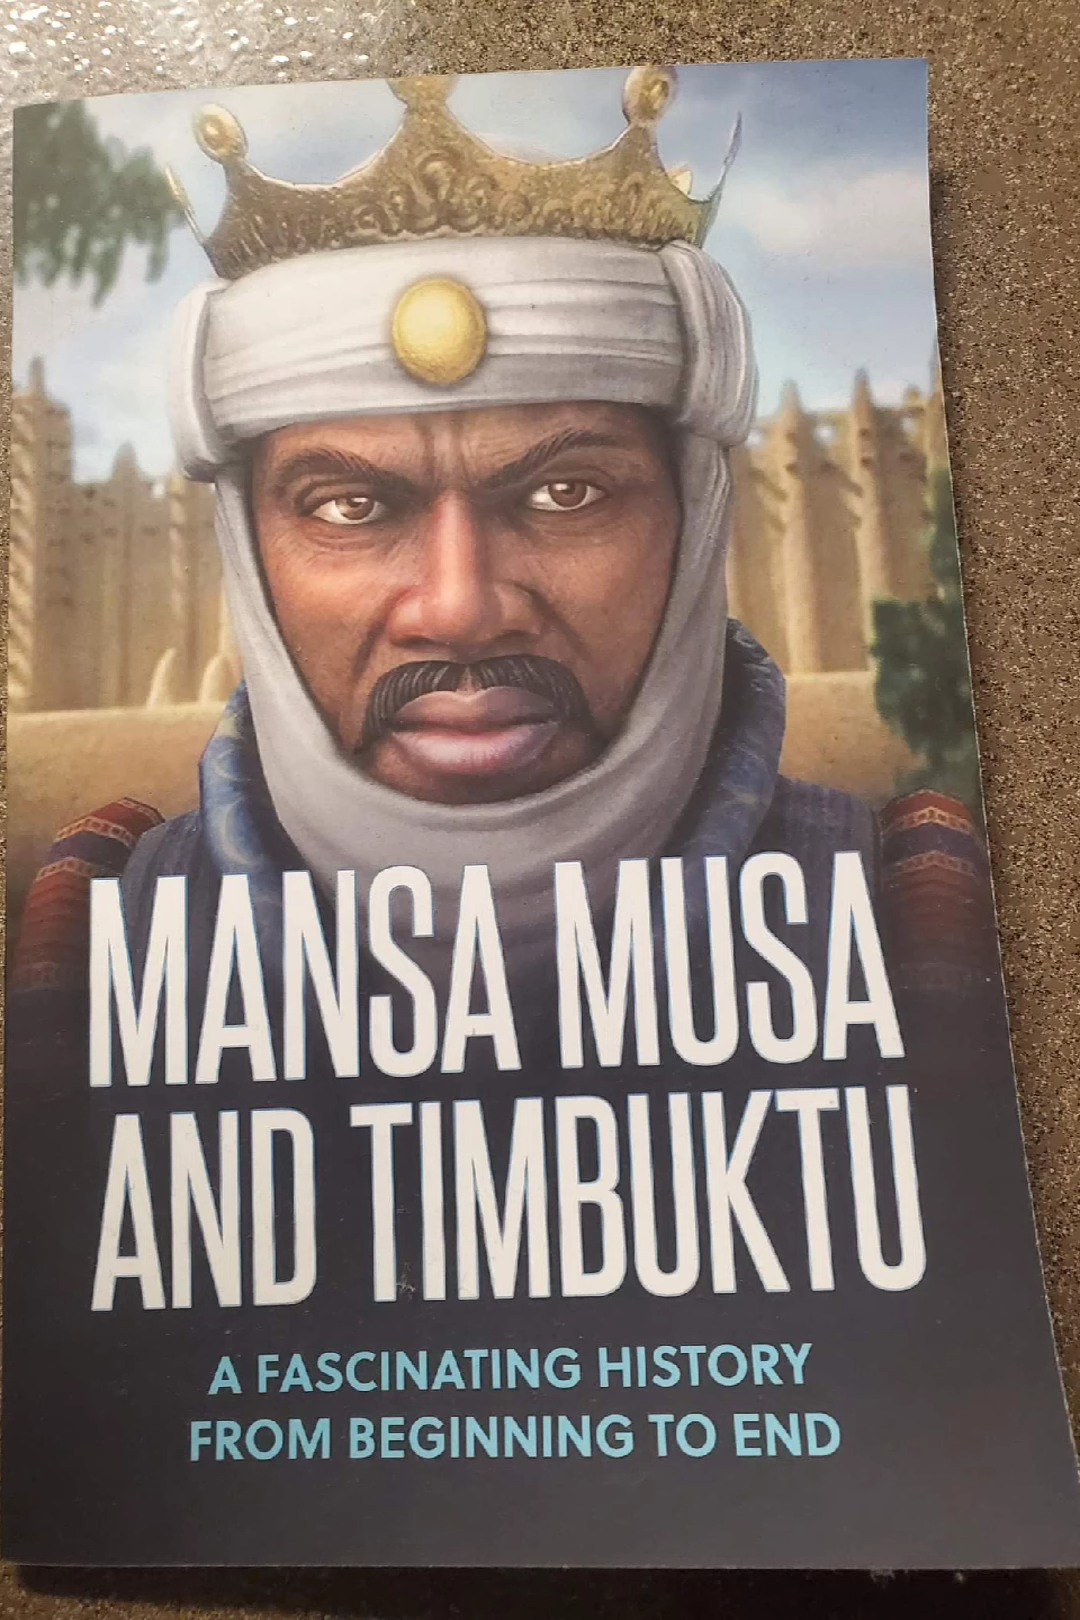 MANSA MUSA
AND TIMBUKTU
A FASCINATING HISTORY
FROM BEGINNING TO END